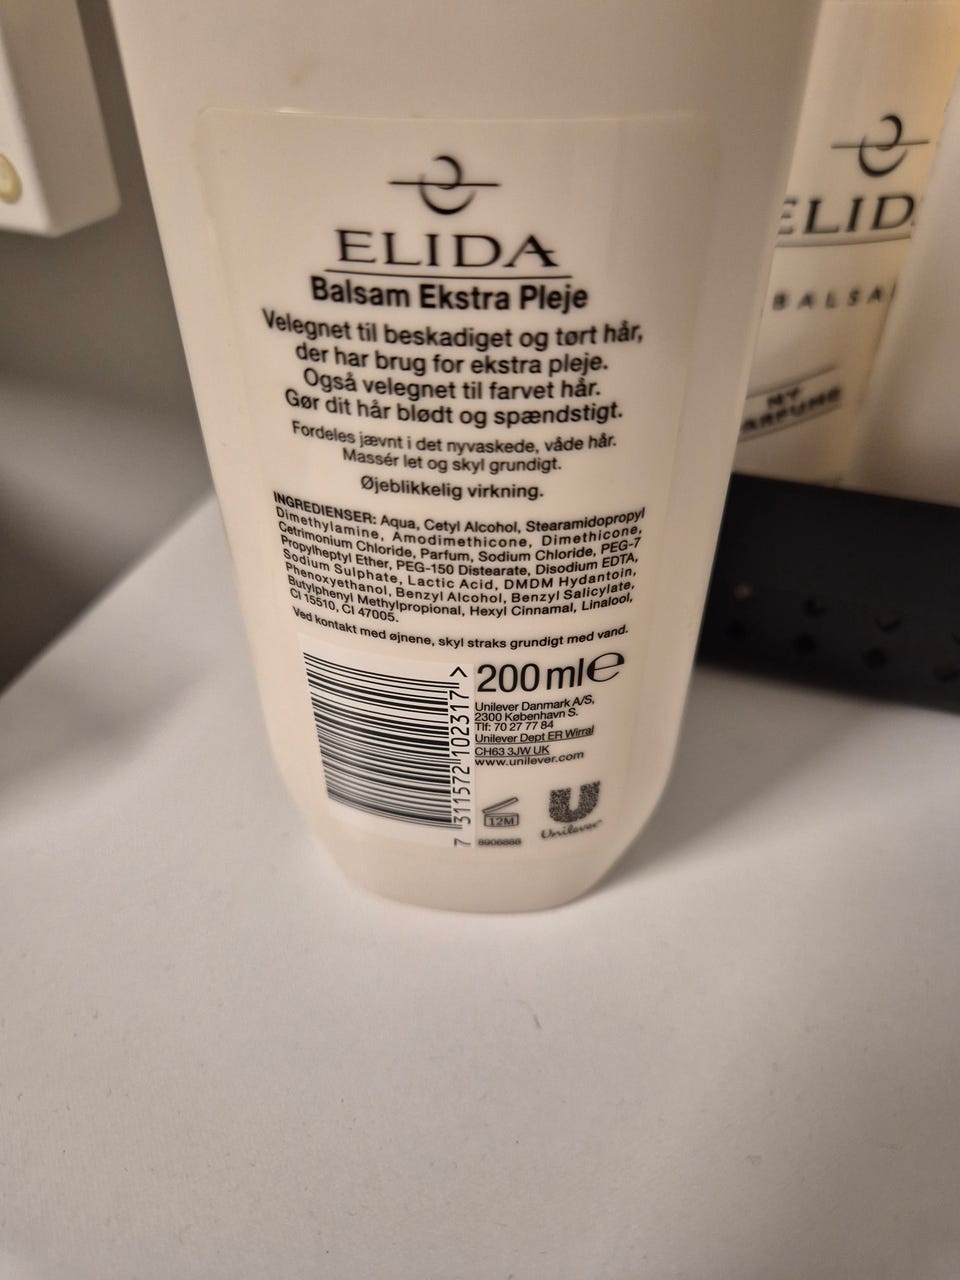 ELIDA
Balsam Ekstra Pleje
Velegnet til beskadiget og tørt hår,
der har brug for ekstra pleje.
Også velegnet til farvet hår.
Gør dit hår blødt og spændstigt.
Fordeles jævnt i det nyvaskede, våde hår.
Massér let og skyl grundigt.
Øjeblikkelig virkning.
INGREDIENSER: Aqua, Cetyl Alcohol, Stearamidopropyl
Dimethylamine, Amodimethicone, Dimethicone,
Cetrimonium Chloride, Parfum, Sodium Chloride, PEG-7
Propylheptyl Ether, PEG-150 Distearate, Disodium EDTA,
Sodium Sulphate, Lactic Acid, DMDM Hydantoin,
Phenoxyethanol, Benzyl Alcohol, Benzyl Salicylate,
Butylphenyl Methylpropional, Hexyl Cinnamal, Linalool,
CI 15510, CI 47005.
Ved kontakt med øjnene, skyl straks grundigt med vand.
200 ml e
Unilever Danmark A/S,
2300 København S.
Tlf: 70 27 77 84
Unilever Dept ER Wirral
CH63 3JW UK
www.unilever.com
7 311572 102317 >
12M
Unilever
8906888
ELID
BALSA
NY
ARFUME